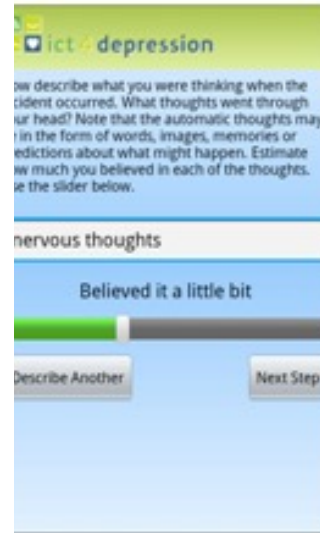 ict4depression
ow describe what you were thinking when the
cident occurred. What thoughts went through
ur head? Note that the automatic thoughts may
e in the form of words, images, memories or
edictions about what might happen. Estimate
ow much you believed in each of the thoughts.
se the slider below.
nervous thoughts
Believed it a little bit
Describe Another
Next Step